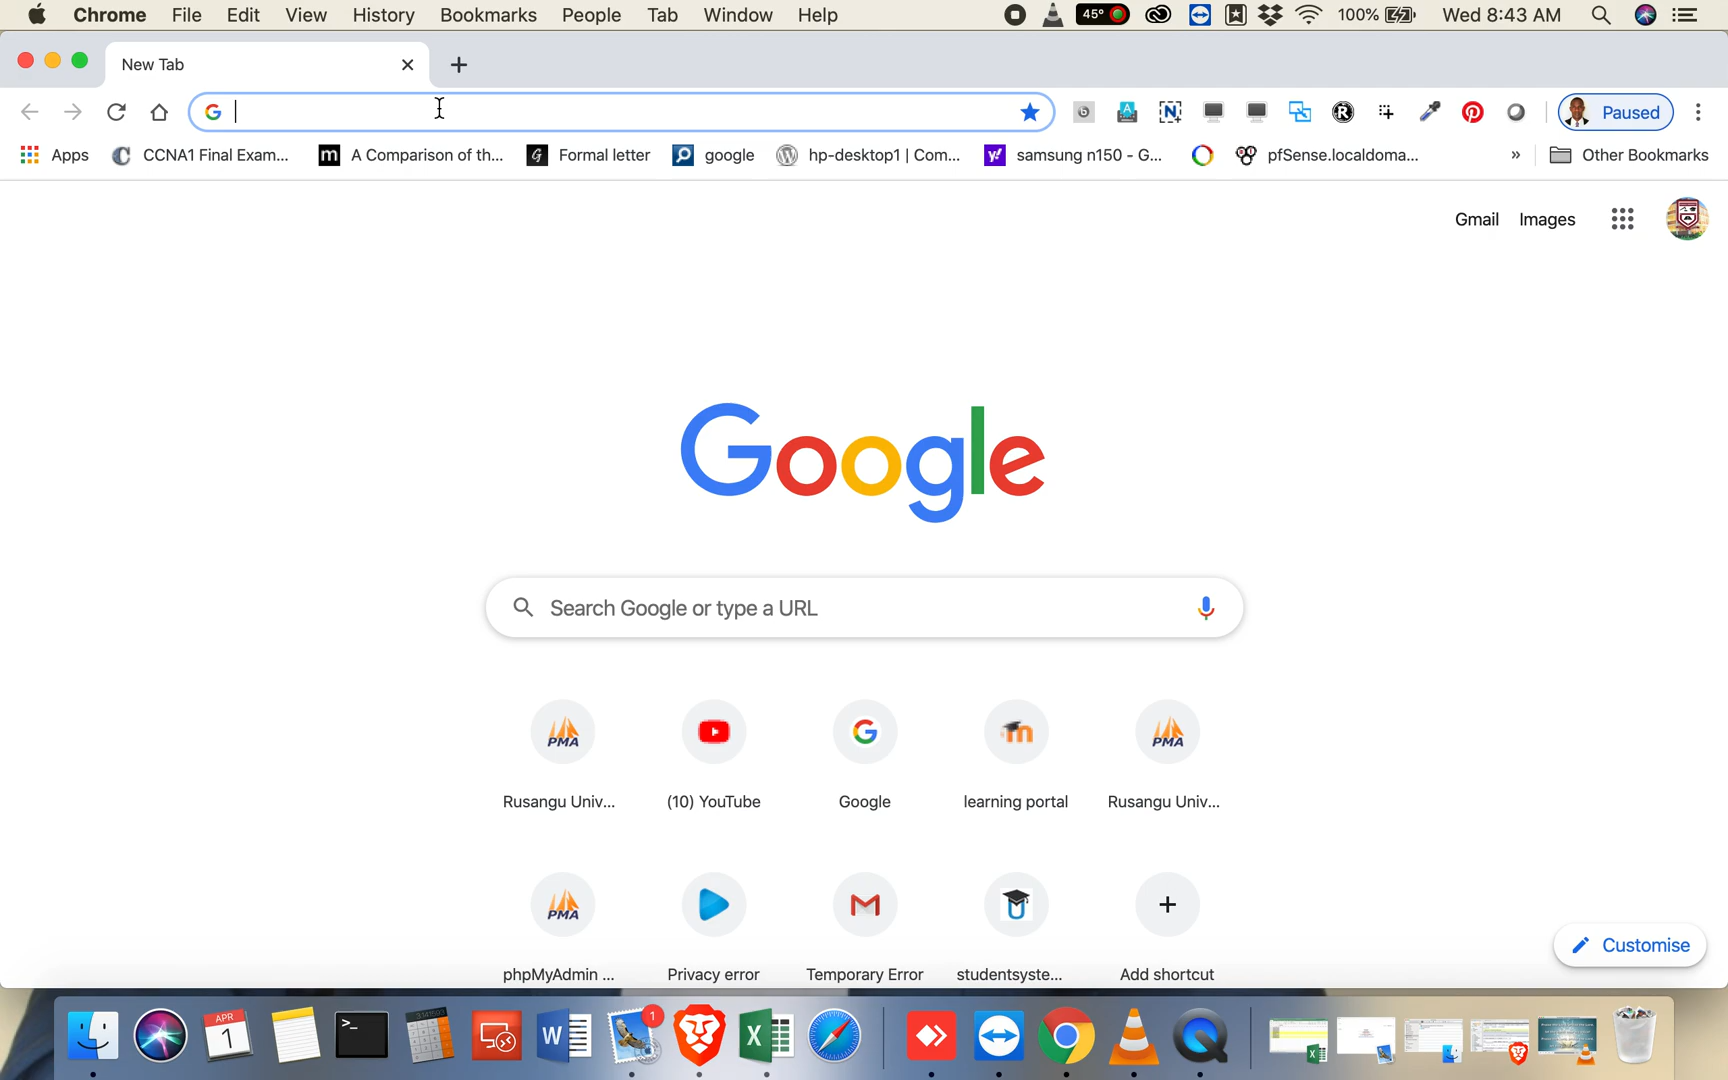 Chrome File Edit View History Bookmarks People Tab Window Help 45° 100% Wed 8:43 AM
New Tab
Paused
Apps CCNA1 Final Exam... A Comparison of th... Formal letter google hp-desktop1 | Com... samsung n150 - G... pfSense.localdoma... » Other Bookmarks
Gmail Images
Google
Search Google or type a URL
PMA PMA
Rusangu Univ... (10) YouTube Google learning portal Rusangu Univ...
PMA
phpMyAdmin ... Privacy error Temporary Error studentsyste... Add shortcut
Customise
APR
1
1